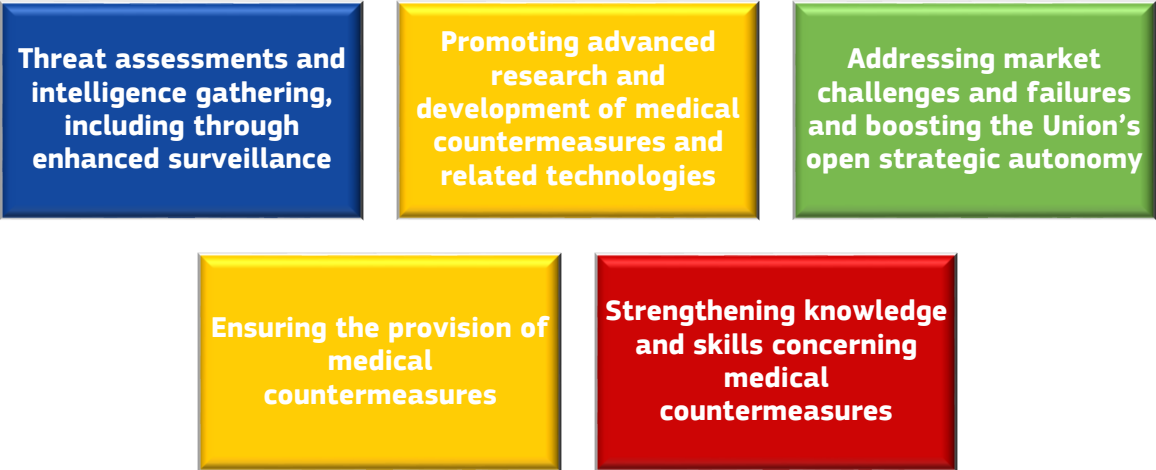 Threat assessments and
intelligence gathering,
including through
enhanced surveillance
Promoting advanced
research and
development of medical
countermeasures and
related technologies
Addressing market
challenges and failures
and boosting the Union’s
open strategic autonomy
Ensuring the provision of
medical
countermeasures
Strengthening knowledge
and skills concerning
medical
countermeasures